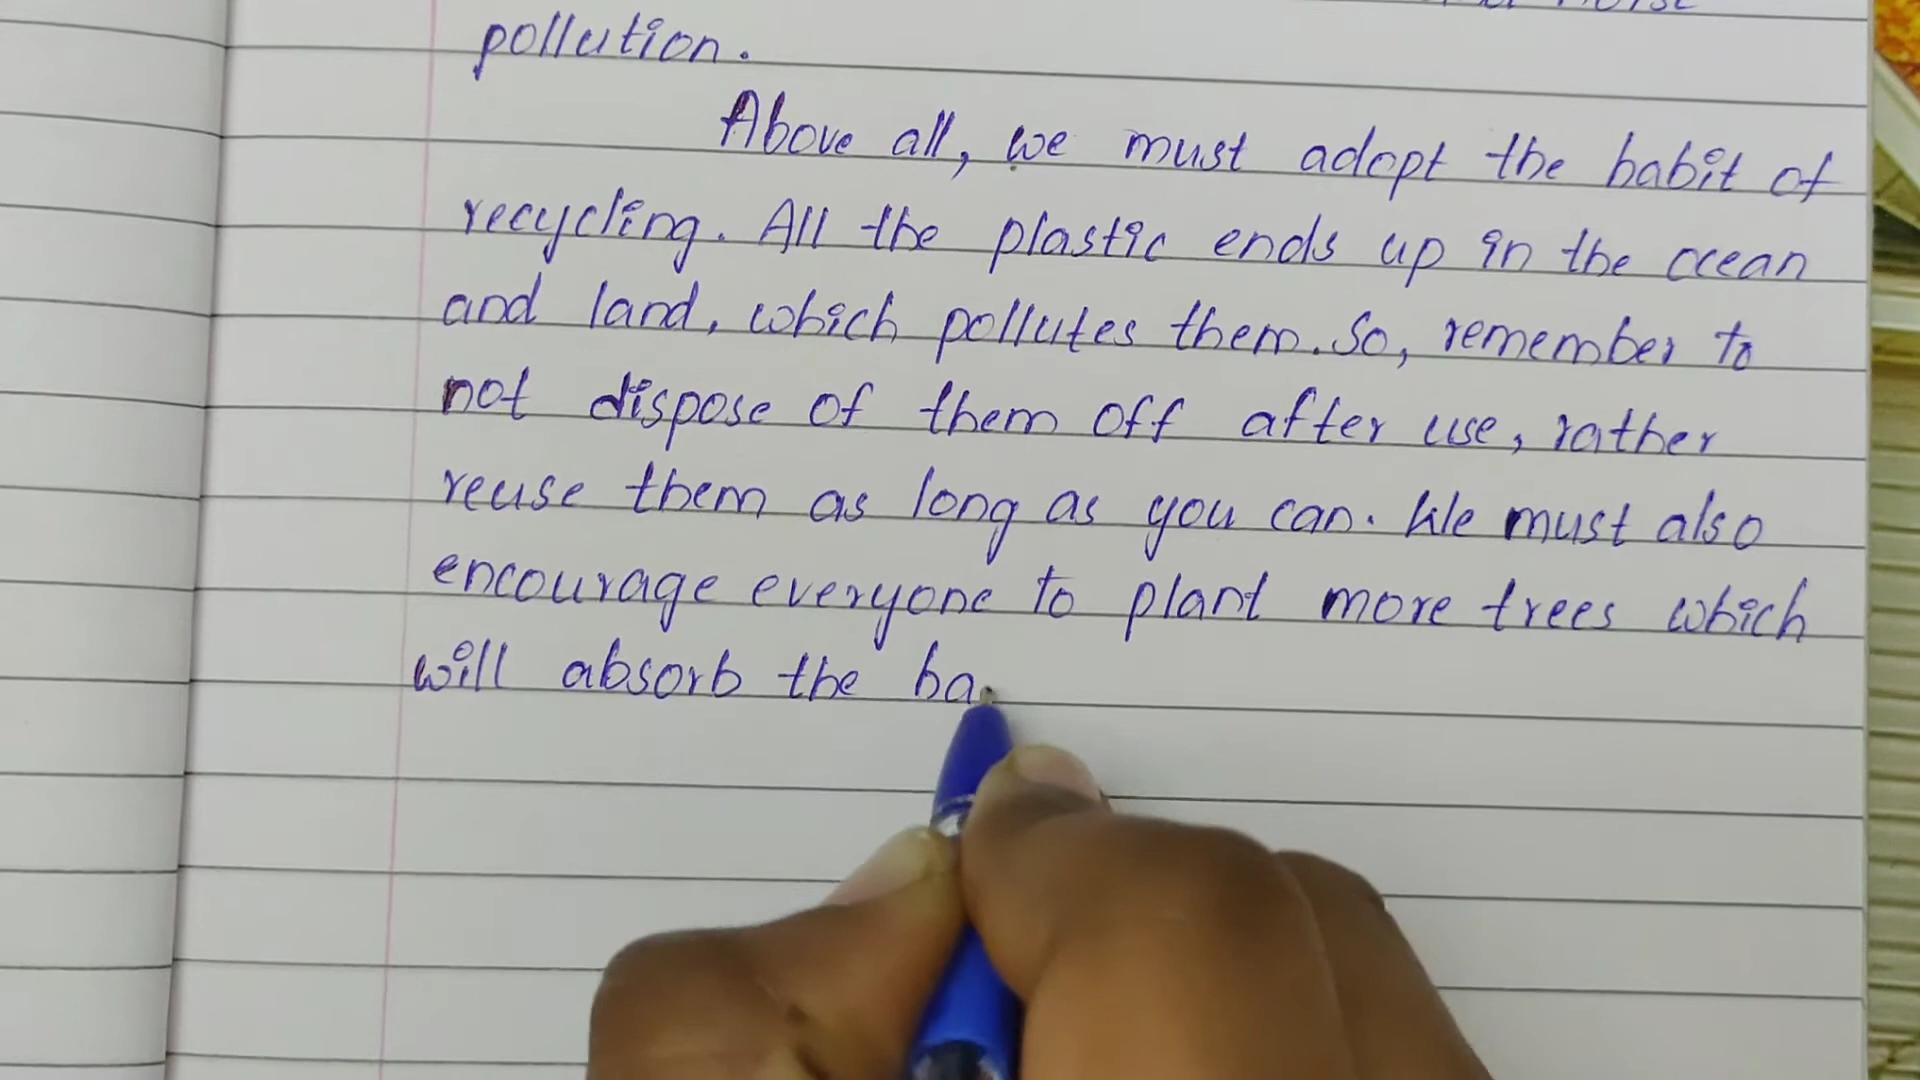 pollution.
Above all, we must adopt the habit of
recycling. All the plastic ends up in the ocean
and land, which pollutes them. So, remember to
not dispose of them off after use, rather
reuse them as long as you can. We must also
encourage everyone to plant more trees which
will absorb the ha